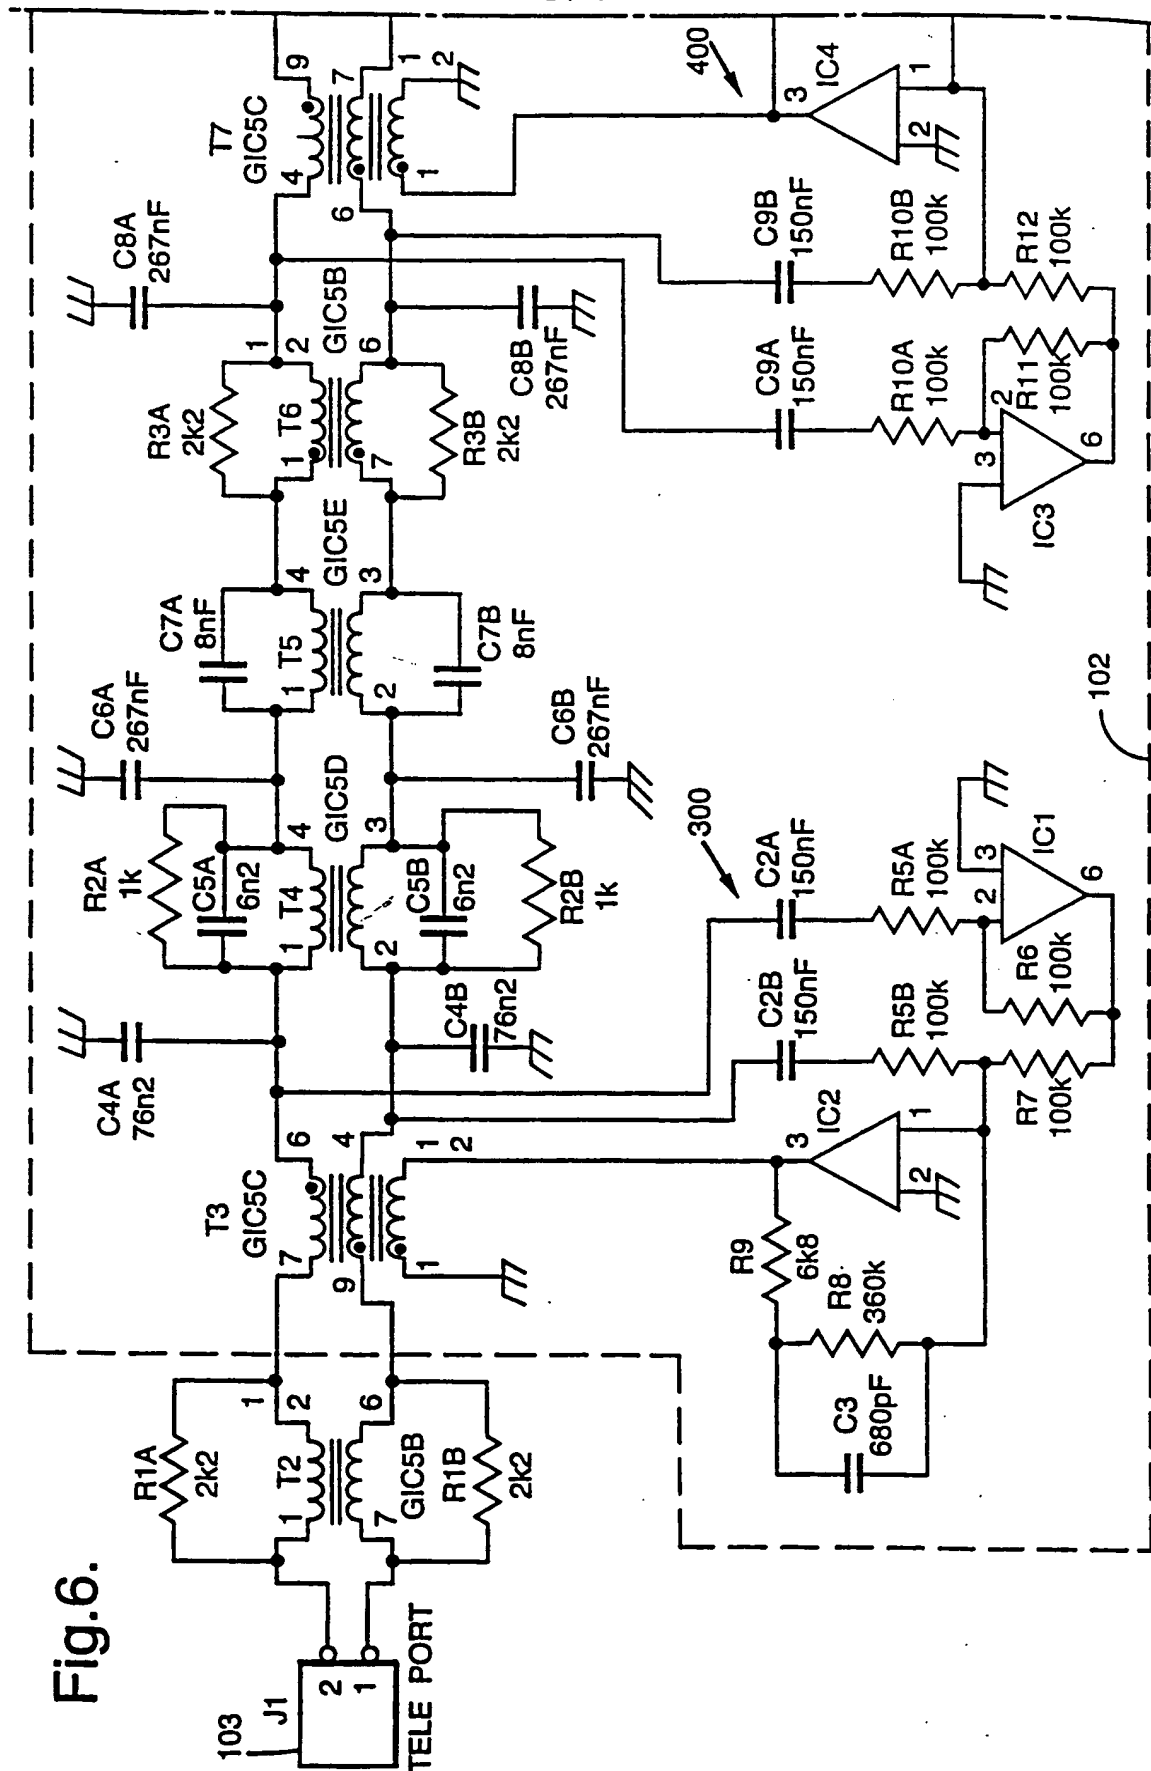 Fig.6.
103
J1
2
1
TELE PORT
R1A
2k2
1
2
T2
1
7
6
GIC5B
R1B
2k2
T3
GIC5C
7
6
9
4
1
1
2
C4A
76n2
C4B
76n2
R2A
1k
C5A
6n2
T4
1
4
2
3
GIC5D
C5B
6n2
R2B
1k
C6A
267nF
C6B
267nF
C7A
8nF
T5
1
4
2
3
GIC5E
C7B
8nF
R3A
2k2
T6
1
1
2
7
6
GIC5B
R3B
2k2
C8A
267nF
C8B
267nF
T7
GIC5C
4
9
6
7
1
1
2
300
C2A
150nF
C2B
150nF
R5A
100k
R5B
100k
R6
100k
R7
100k
IC1
2
3
6
IC2
3
1
2
R9
6k8
R8
360k
C3
680pF
400
C9A
150nF
C9B
150nF
R10A
100k
R10B
100k
R11
100k
R12
100k
IC3
3
2
6
IC4
3
1
2
102